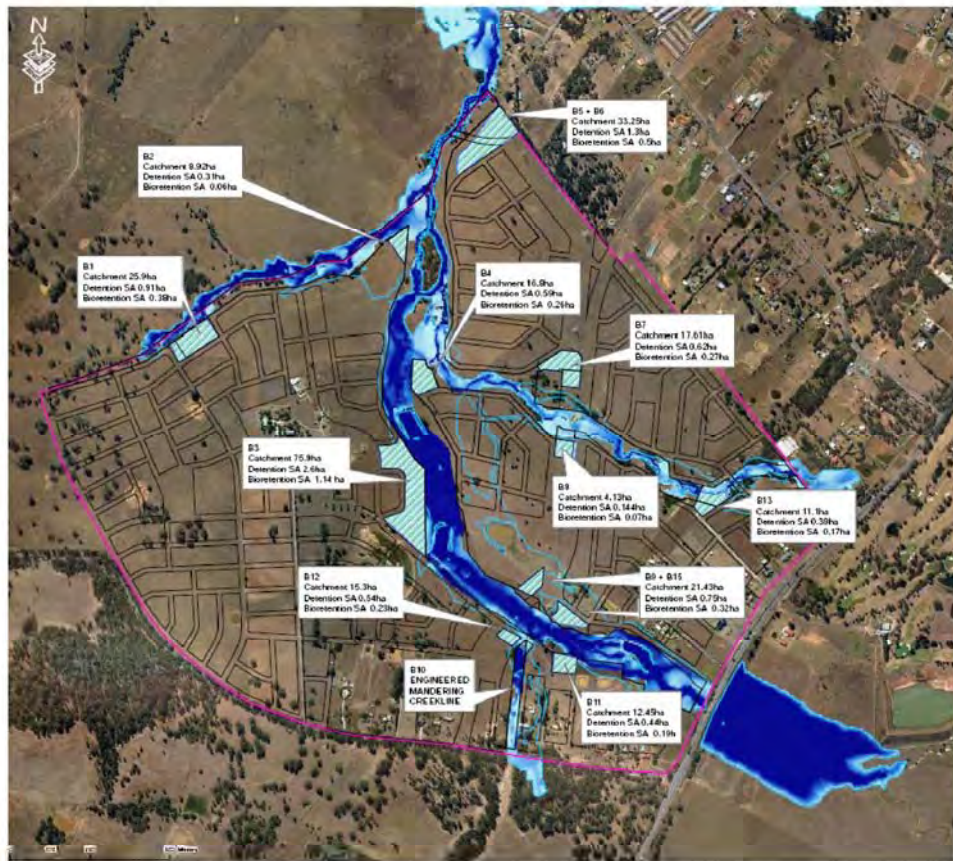 N
B5 + B6
Catchment 33.25ha
Detention SA 1.3ha
Bioretention SA 0.5ha
B2
Catchment 8.92ha
Detention SA 0.31ha
Bioretention SA 0.06ha
B1
Catchment 25.9ha
Detention SA 0.91ha
Bioretention SA 0.38ha
B4
Catchment 16.8ha
Detention SA 0.59ha
Bioretention SA 0.26ha
B7
Catchment 17.61ha
Detention SA 0.62ha
Bioretention SA 0.27ha
B3
Catchment 75.9ha
Detention SA 2.6ha
Bioretention SA 1.14 ha
Catchment 4.13ha
Detention SA 0.144ha
Bioretention SA 0.07ha
B13
Catchment 11.1ha
Detention SA 0.39ha
Bioretention SA 0.17ha
B12
Catchment 15.3ha
Detention SA 0.54ha
Bioretention SA 0.23ha
B9 + B15
Catchment 21.43ha
Detention SA 0.75ha
Bioretention SA 0.32ha
B10
ENGINEERED
MANDERING
CREEKLINE
B11
Catchment 12.45ha
Detention SA 0.44ha
Bioretention SA 0.19h